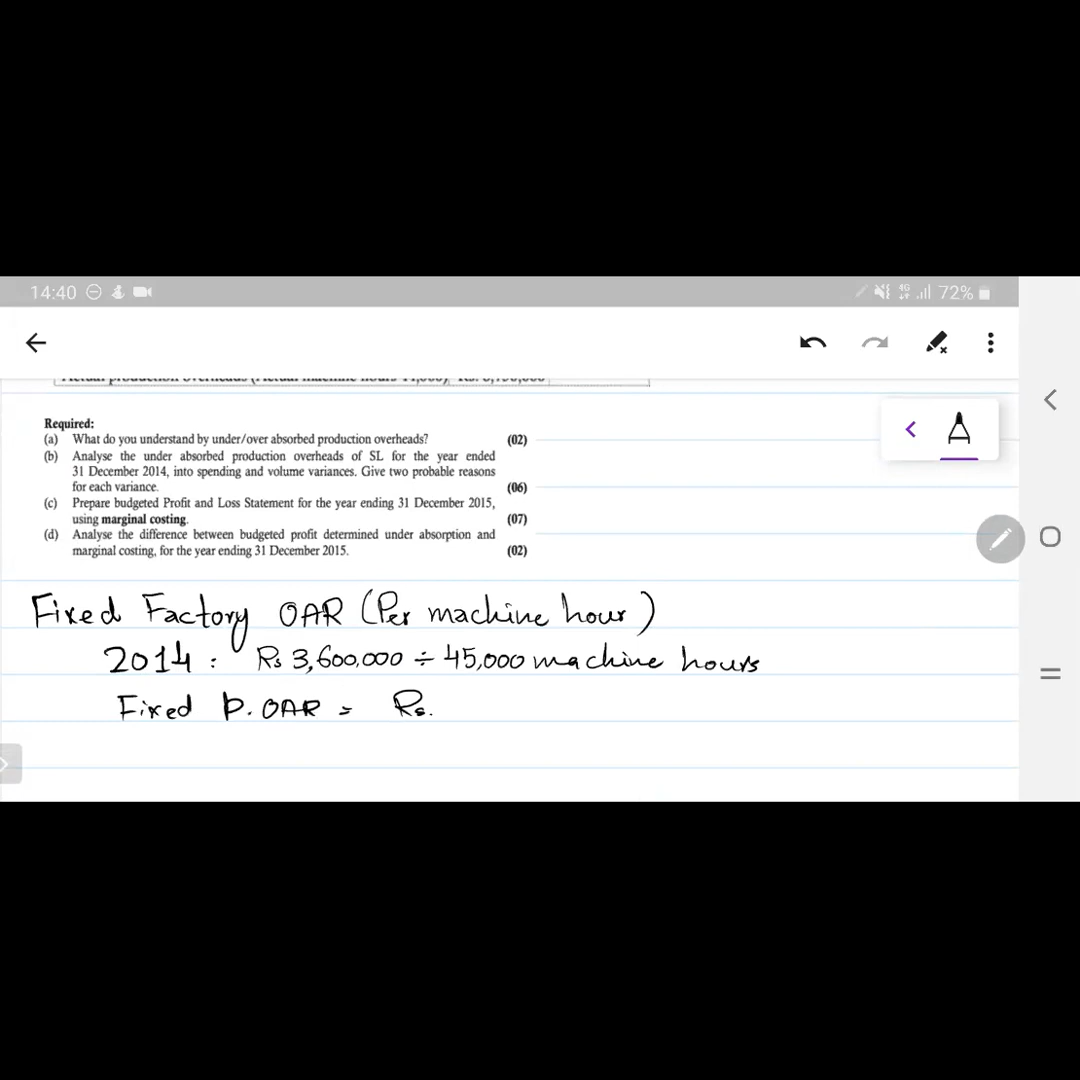 14:40
4G 72%
Required:
(a) What do you understand by under/over absorbed production overheads? (02)
(b) Analyse the under absorbed production overheads of SL for the year ended
31 December 2014, into spending and volume variances. Give two probable reasons
for each variance. (06)
(c) Prepare budgeted Profit and Loss Statement for the year ending 31 December 2015,
using marginal costing. (07)
(d) Analyse the difference between budgeted profit determined under absorption and
marginal costing, for the year ending 31 December 2015. (02)
Fixed Factory OAR (Per machine hour)
2014 : Rs 3,600,000 ÷ 45,000 machine hours
Fixed P. OAR = Rs.